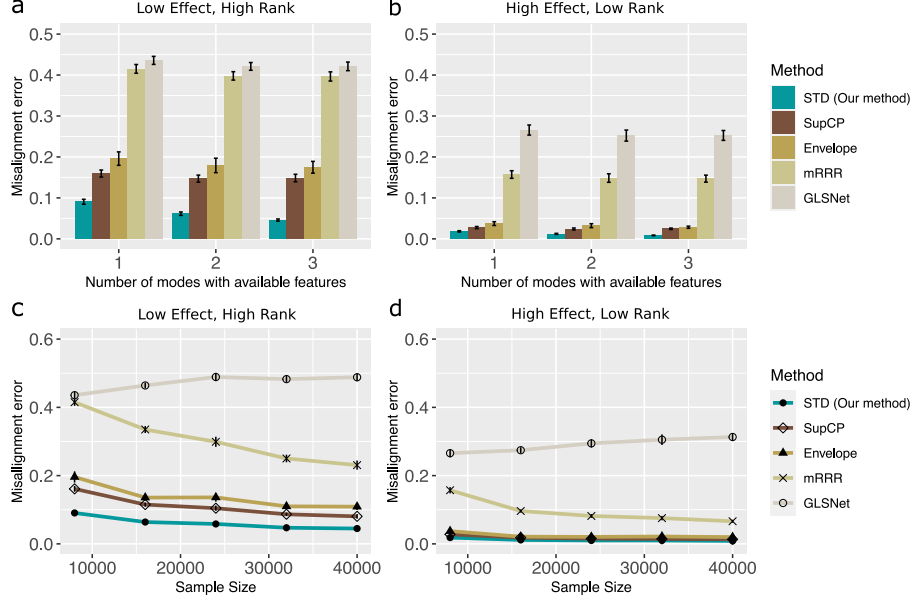 a
Low Effect, High Rank
Misalignment error
0.5
0.4
0.3
0.2
0.1
0.0
1
2
3
Number of modes with available features
b
High Effect, Low Rank
Misalignment error
0.5
0.4
0.3
0.2
0.1
0.0
1
2
3
Number of modes with available features
Method
STD (Our method)
SupCP
Envelope
mRRR
GLSNet
c
Low Effect, High Rank
Misallignment error
0.6
0.4
0.2
0.0
10000
20000
30000
40000
Sample Size
d
High Effect, Low Rank
Misallignment error
0.6
0.4
0.2
0.0
10000
20000
30000
40000
Sample Size
Method
STD (Our method)
SupCP
Envelope
mRRR
GLSNet